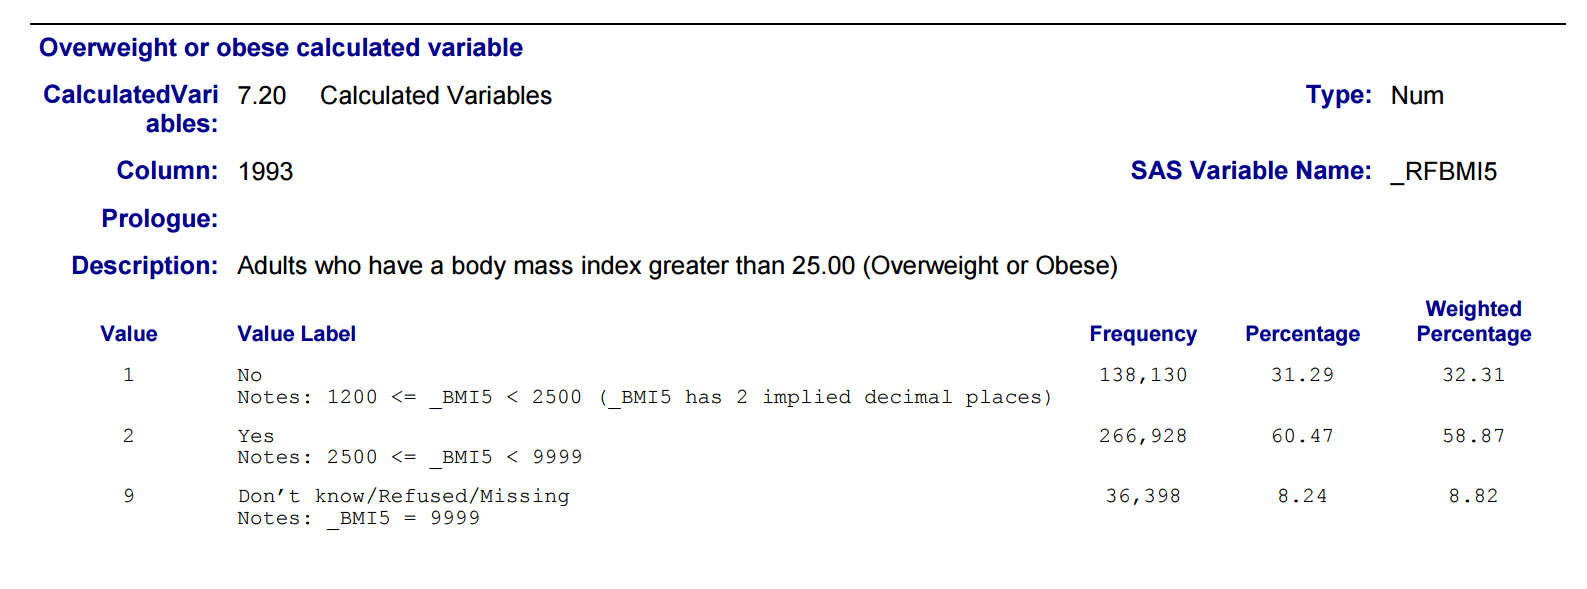 Overweight or obese calculated variable
CalculatedVari 7.20 Calculated Variables Type: Num
ables:
Column: 1993 SAS Variable Name: _RFBMI5
Prologue:
Description: Adults who have a body mass index greater than 25.00 (Overweight or Obese)
Weighted
Value Value Label Frequency Percentage Percentage
1 No 138,130 31.29 32.31
Notes: 1200 <= _BMI5 < 2500 (_BMI5 has 2 implied decimal places)
2 Yes 266,928 60.47 58.87
Notes: 2500 <= _BMI5 < 9999
9 Don’t know/Refused/Missing 36,398 8.24 8.82
Notes: _BMI5 = 9999